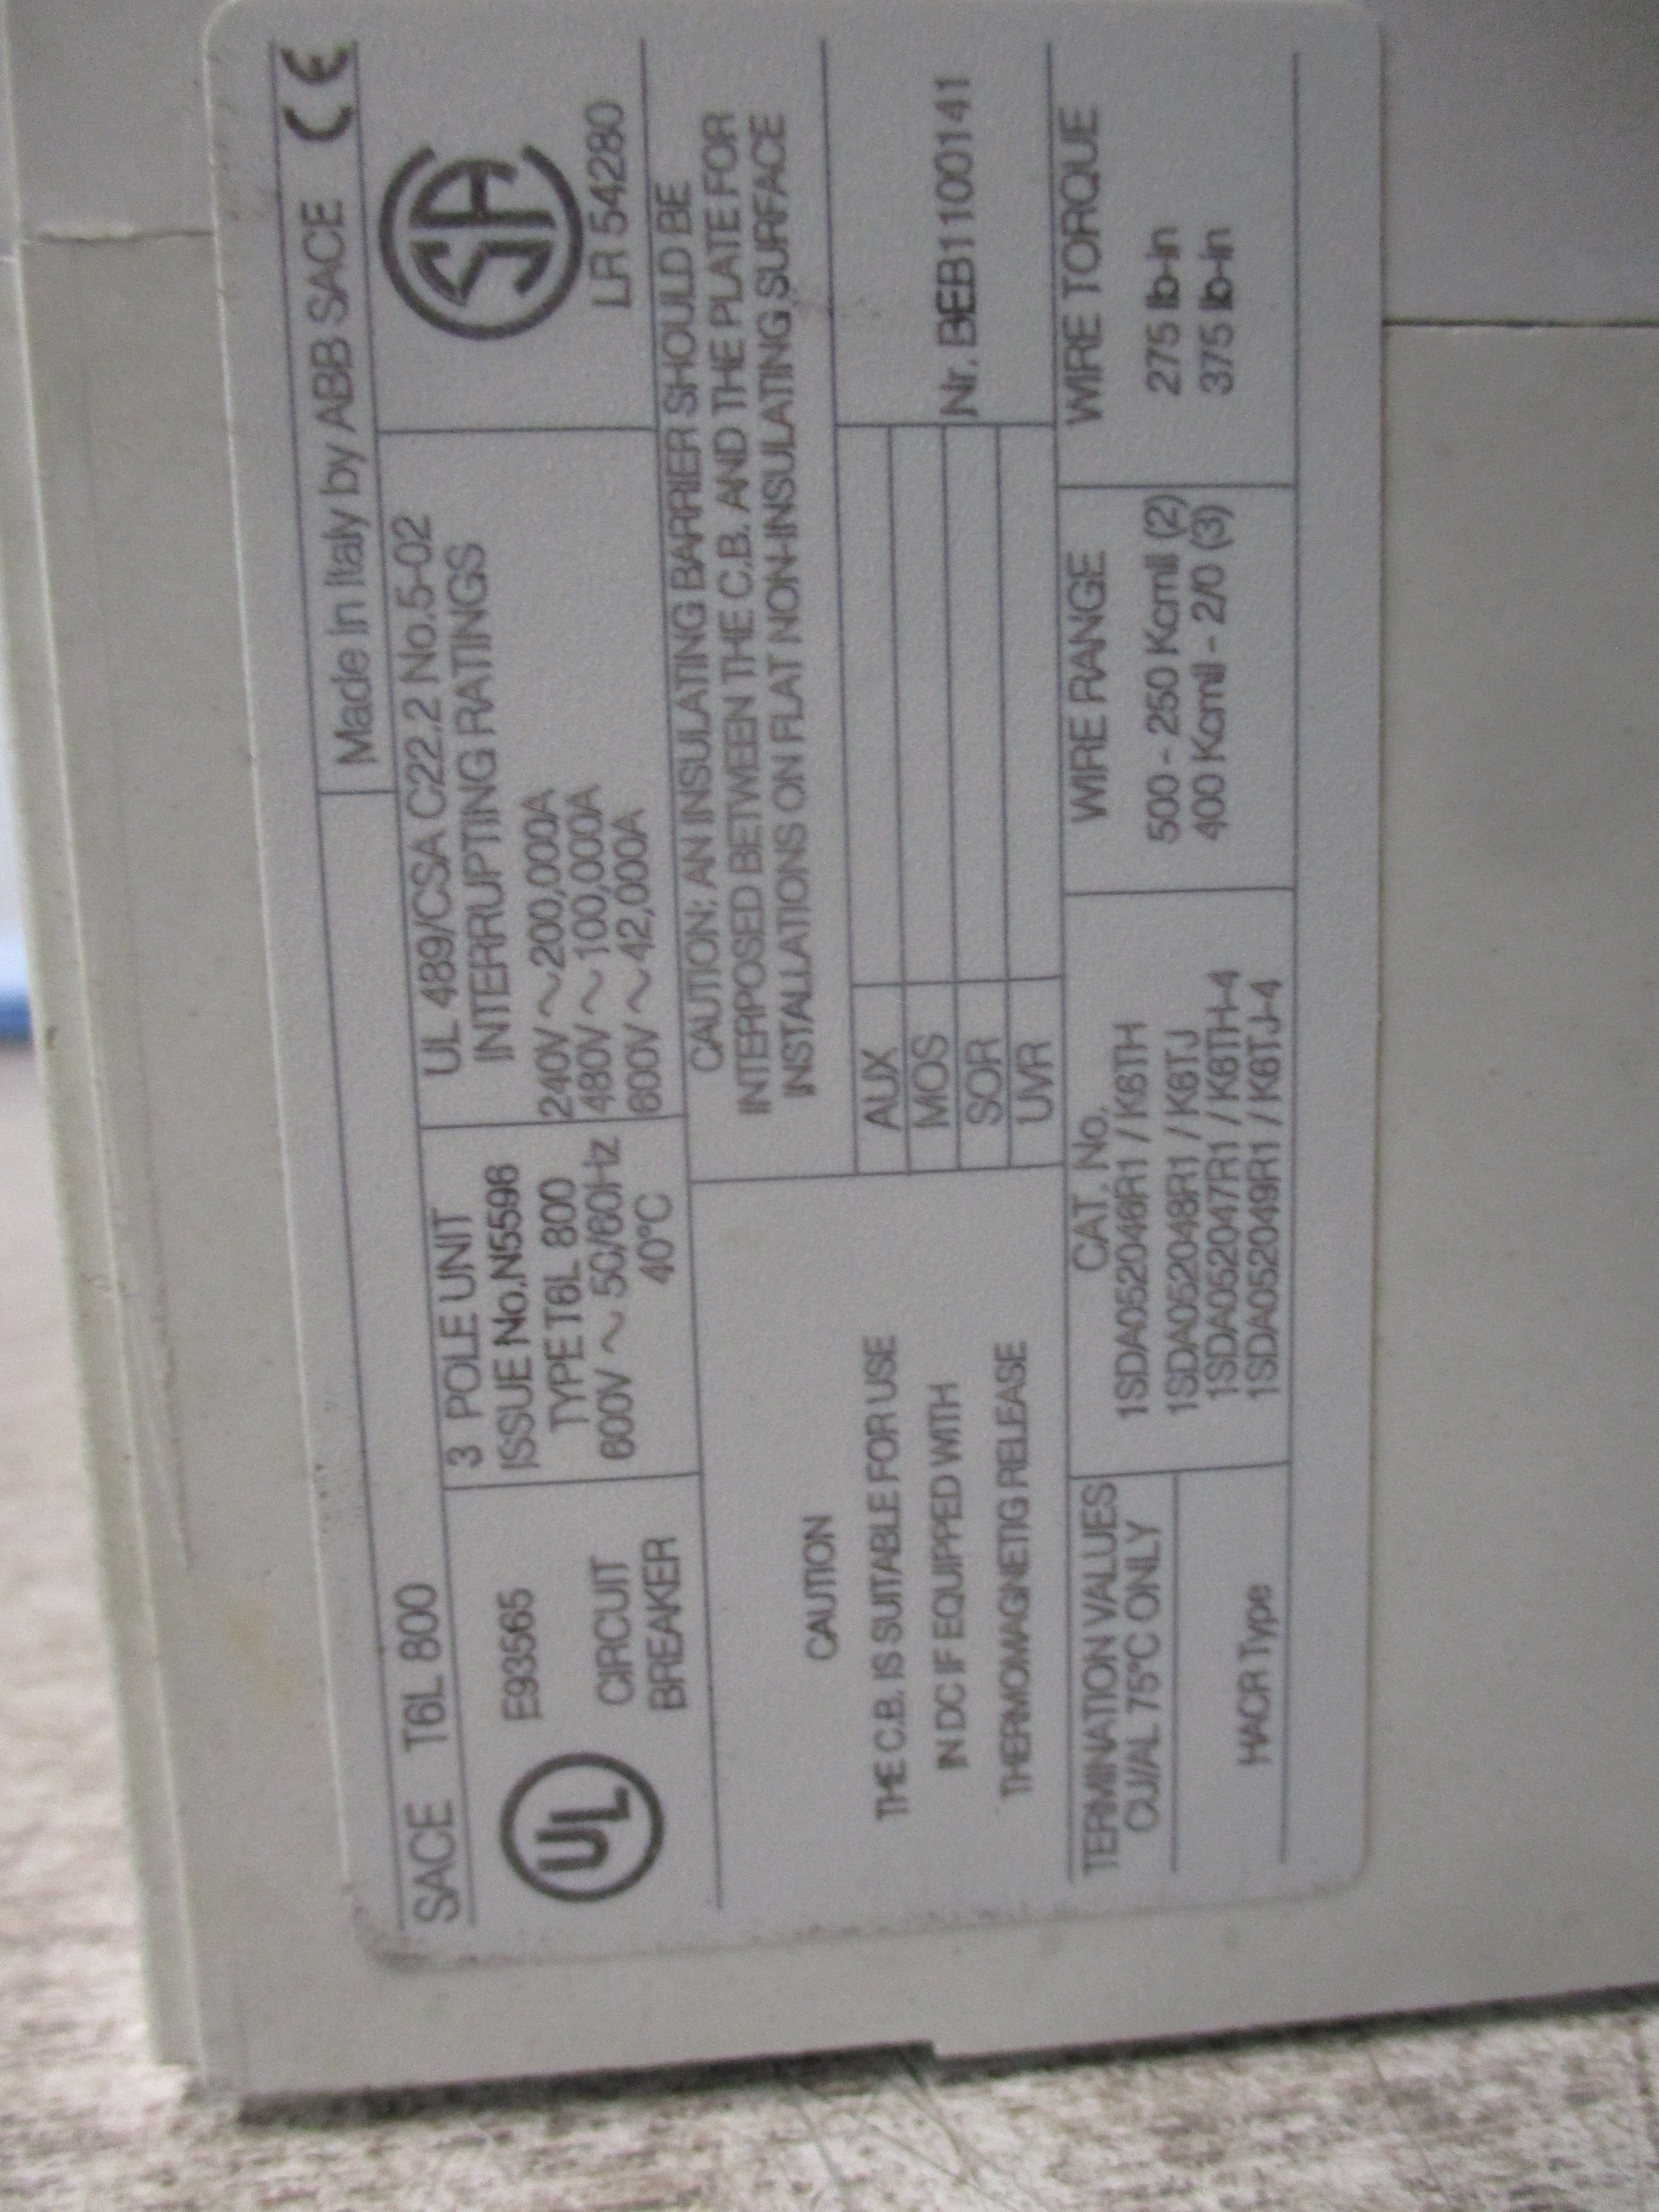 SACE T6L 800
Made in Italy by ABB SACE CE
UL
E93565
CIRCUIT
BREAKER
3 POLE UNIT
ISSUE No.N5596
TYPE T6L 800
600V ~ 50/60Hz
40°C
UL 489/CSA C22.2 No.5-02
INTERRUPTING RATINGS
240V ~200,000A
480V ~ 100,000A
600V ~ 42,000A
SA
LR 54280
CAUTION: AN INSULATING BARRIER SHOULD BE
INTERPOSED BETWEEN THE C.B. AND THE PLATE FOR
INSTALLATIONS ON FLAT NON-INSULATING SURFACE
CAUTION
THE C.B. IS SUITABLE FOR USE
IN DC IF EQUIPPED WITH
THERMOMAGNETIG RELEASE
AUX
MOS
SOR
UVR
Nr. BEB1100141
TERMINATION VALUES
CU/AL 75°C ONLY
HACR Type
CAT. No.
1SDA052046R1 / K6TH
1SDA052048R1 / K6TJ
1SDA052047R1 / K6TH-4
1SDA052049R1 / K6TJ-4
WIRE RANGE
500 - 250 Kcmil (2)
400 Kcmil - 2/0 (3)
WIRE TORQUE
275 lb-in
375 lb-in